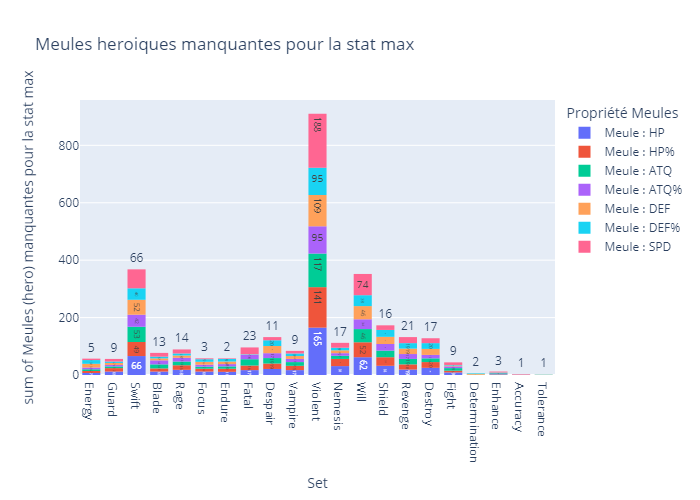 Meules heroiques manquantes pour la stat max
sum of Meules (hero) manquantes pour la stat max
800
600
400
200
0
5
9
66
13
14
3
2
23
11
9
17
16
21
17
9
2
3
1
1
52
51
66
188
95
109
95
117
141
165
74
52
62
Energy
Guard
Swift
Blade
Rage
Focus
Endure
Fatal
Despair
Vampire
Violent
Nemesis
Will
Shield
Revenge
Destroy
Fight
Determination
Enhance
Accuracy
Tolerance
Set
Propriété Meules
Meule : HP
Meule : HP%
Meule : ATQ
Meule : ATQ%
Meule : DEF
Meule : DEF%
Meule : SPD